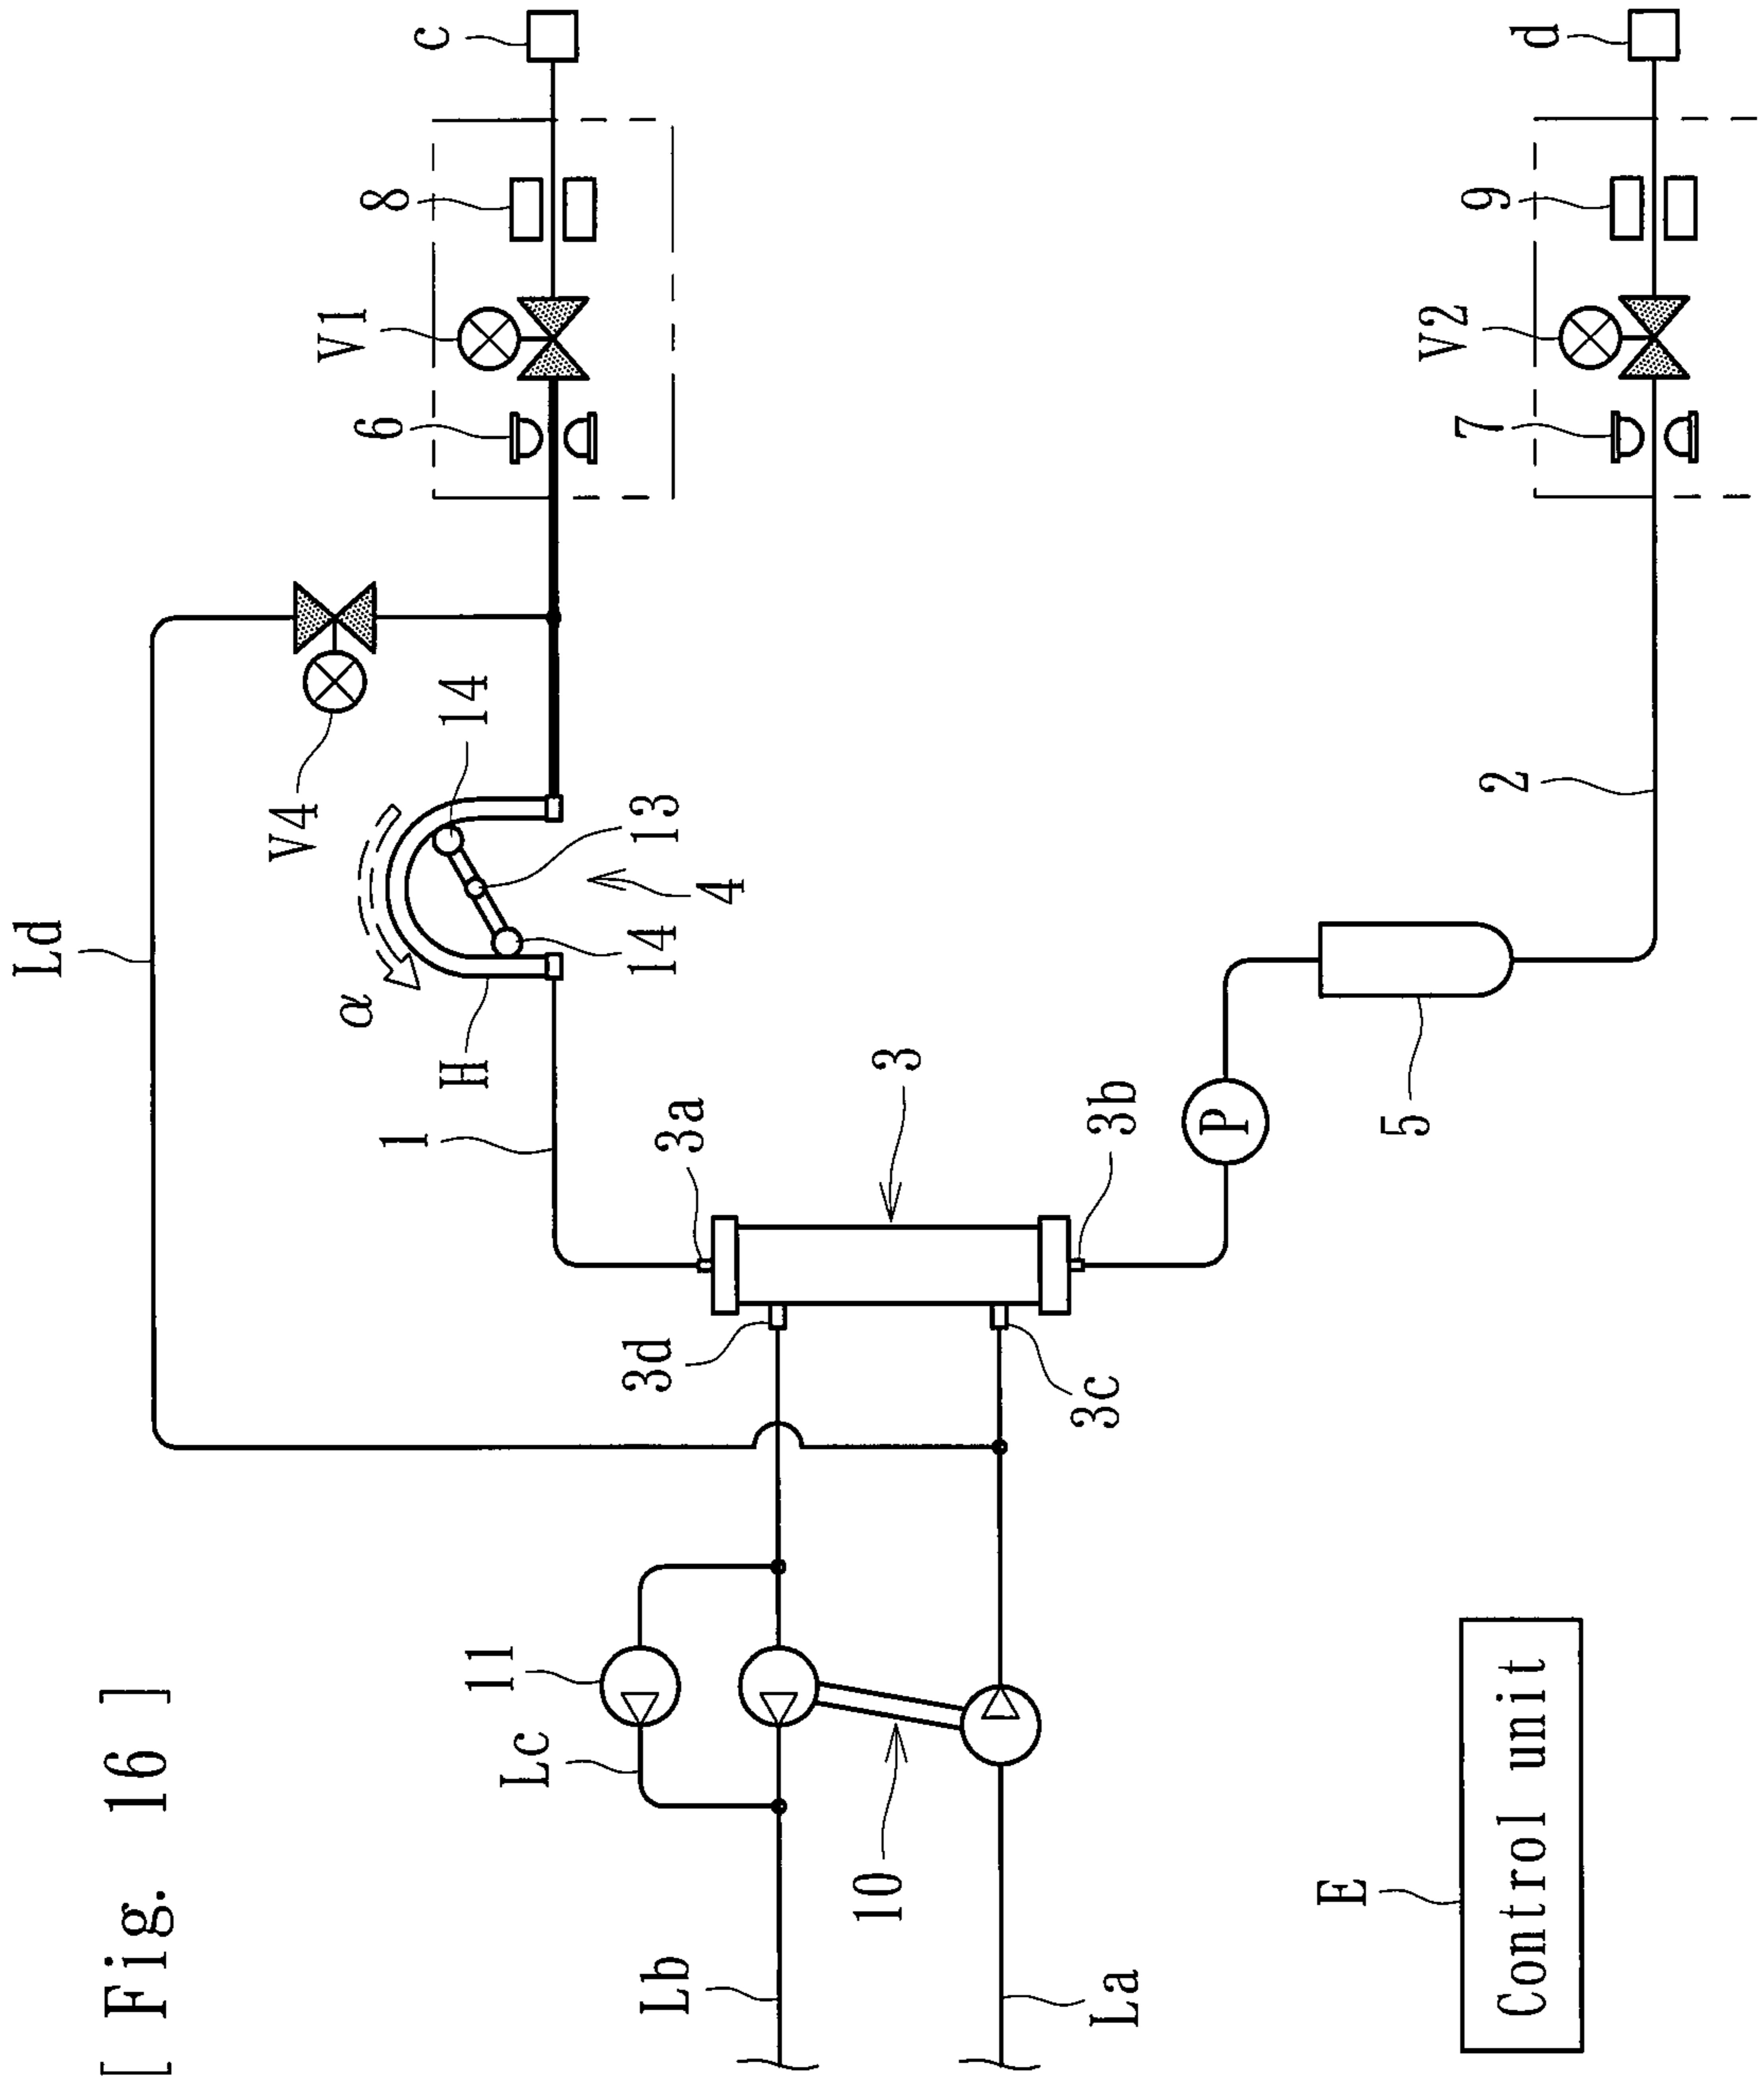 [ Fig. 16 ]
Ld
V4
α
H
14
14
13
4
1
V1
6
8
c
3a
3
3b
3d
3c
P
5
2
V2
7
9
d
11
Lc
10
Lb
La
E
Control unit